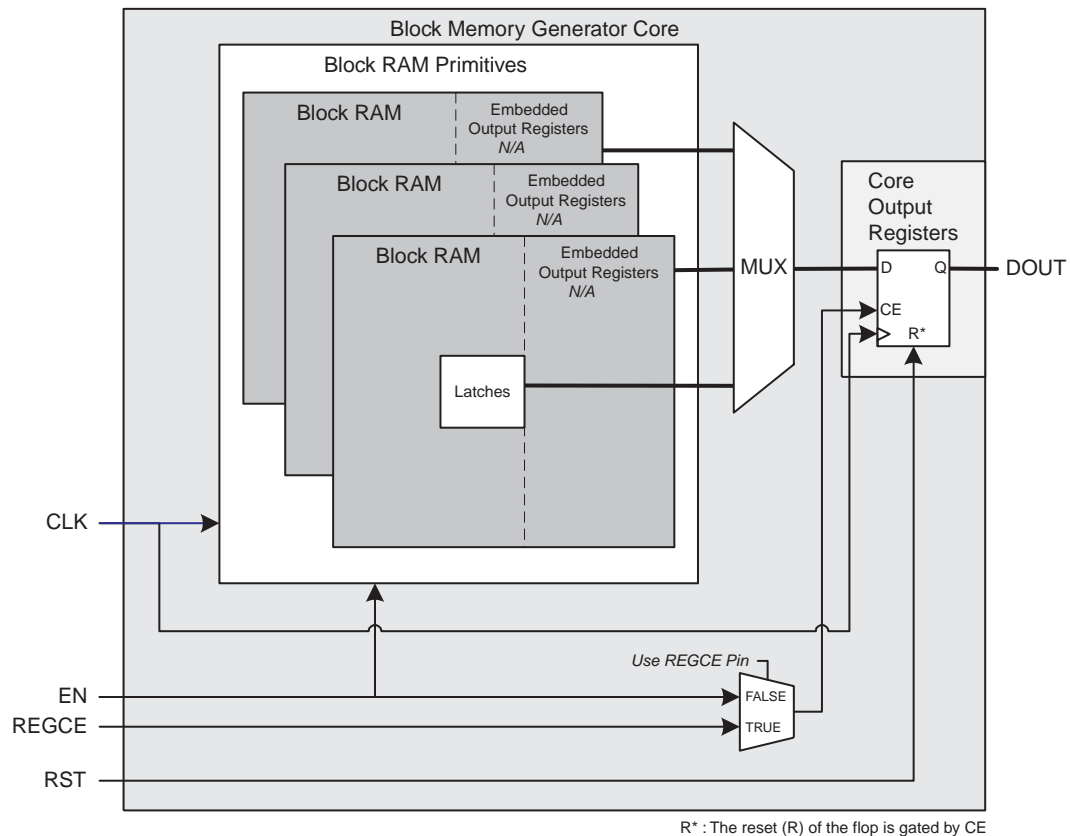 Block Memory Generator Core
Block RAM Primitives
Block RAM
Embedded
Output Registers
N/A
Block RAM
Embedded
Output Registers
N/A
Block RAM
Embedded
Output Registers
N/A
Latches
MUX
Core
Output
Registers
D
Q
CE
R*
DOUT
CLK
Use REGCE Pin
EN
FALSE
REGCE
TRUE
RST
R* : The reset (R) of the flop is gated by CE